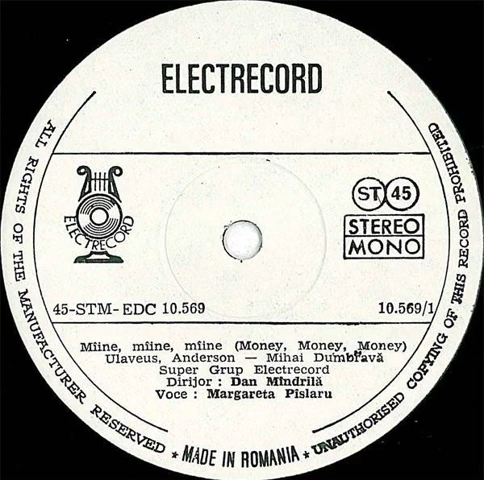 ELECTRECORD
ELECTRECORD
ST 45
STEREO
MONO
45-STM-EDC 10.569
10.569/1
Miine, miine, miine (Money, Money, Money)
Ulaveus, Anderson — Mihai Dumbravă
Super Grup Electrecord
Dirijor : Dan Mîndrilă
Voce : Margareta Pîslaru
ALL RIGHTS OF THE MANUFACTURER RESERVED ★ MADE IN ROMANIA ★ UNAUTHORISED COPYING OF THIS RECORD PROHIBITED